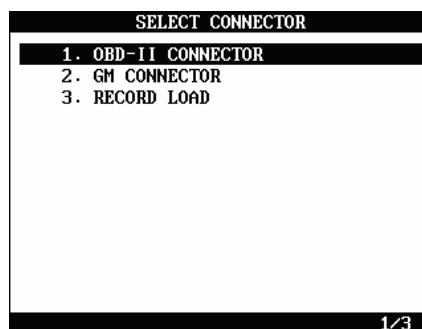 SELECT CONNECTOR
1. OBD-II CONNECTOR
2. GM CONNECTOR
3. RECORD LOAD
1/3